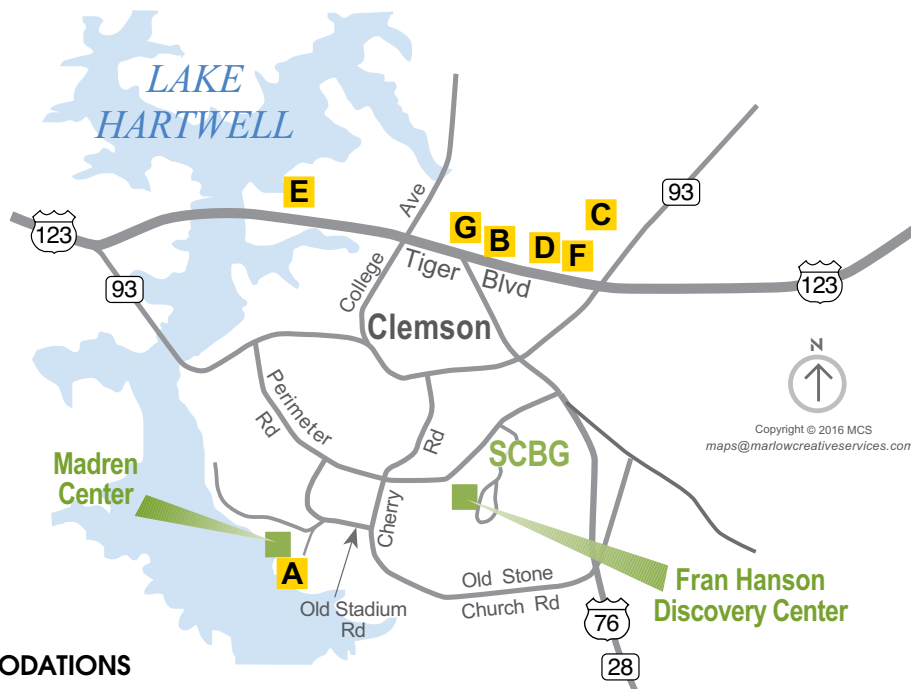 LAKE
HARTWELL
E
C
93
123
College Ave
G
B
D
F
Tiger Blvd
123
93
Clemson
N
Copyright © 2016 MCS
maps@marlowcreativeservices.com
Perimeter
Rd
Cherry Rd
SCBG
Madren
Center
A
Old Stadium
Rd
Old Stone
Church Rd
Fran Hanson
Discovery Center
76
28
ODATIONS